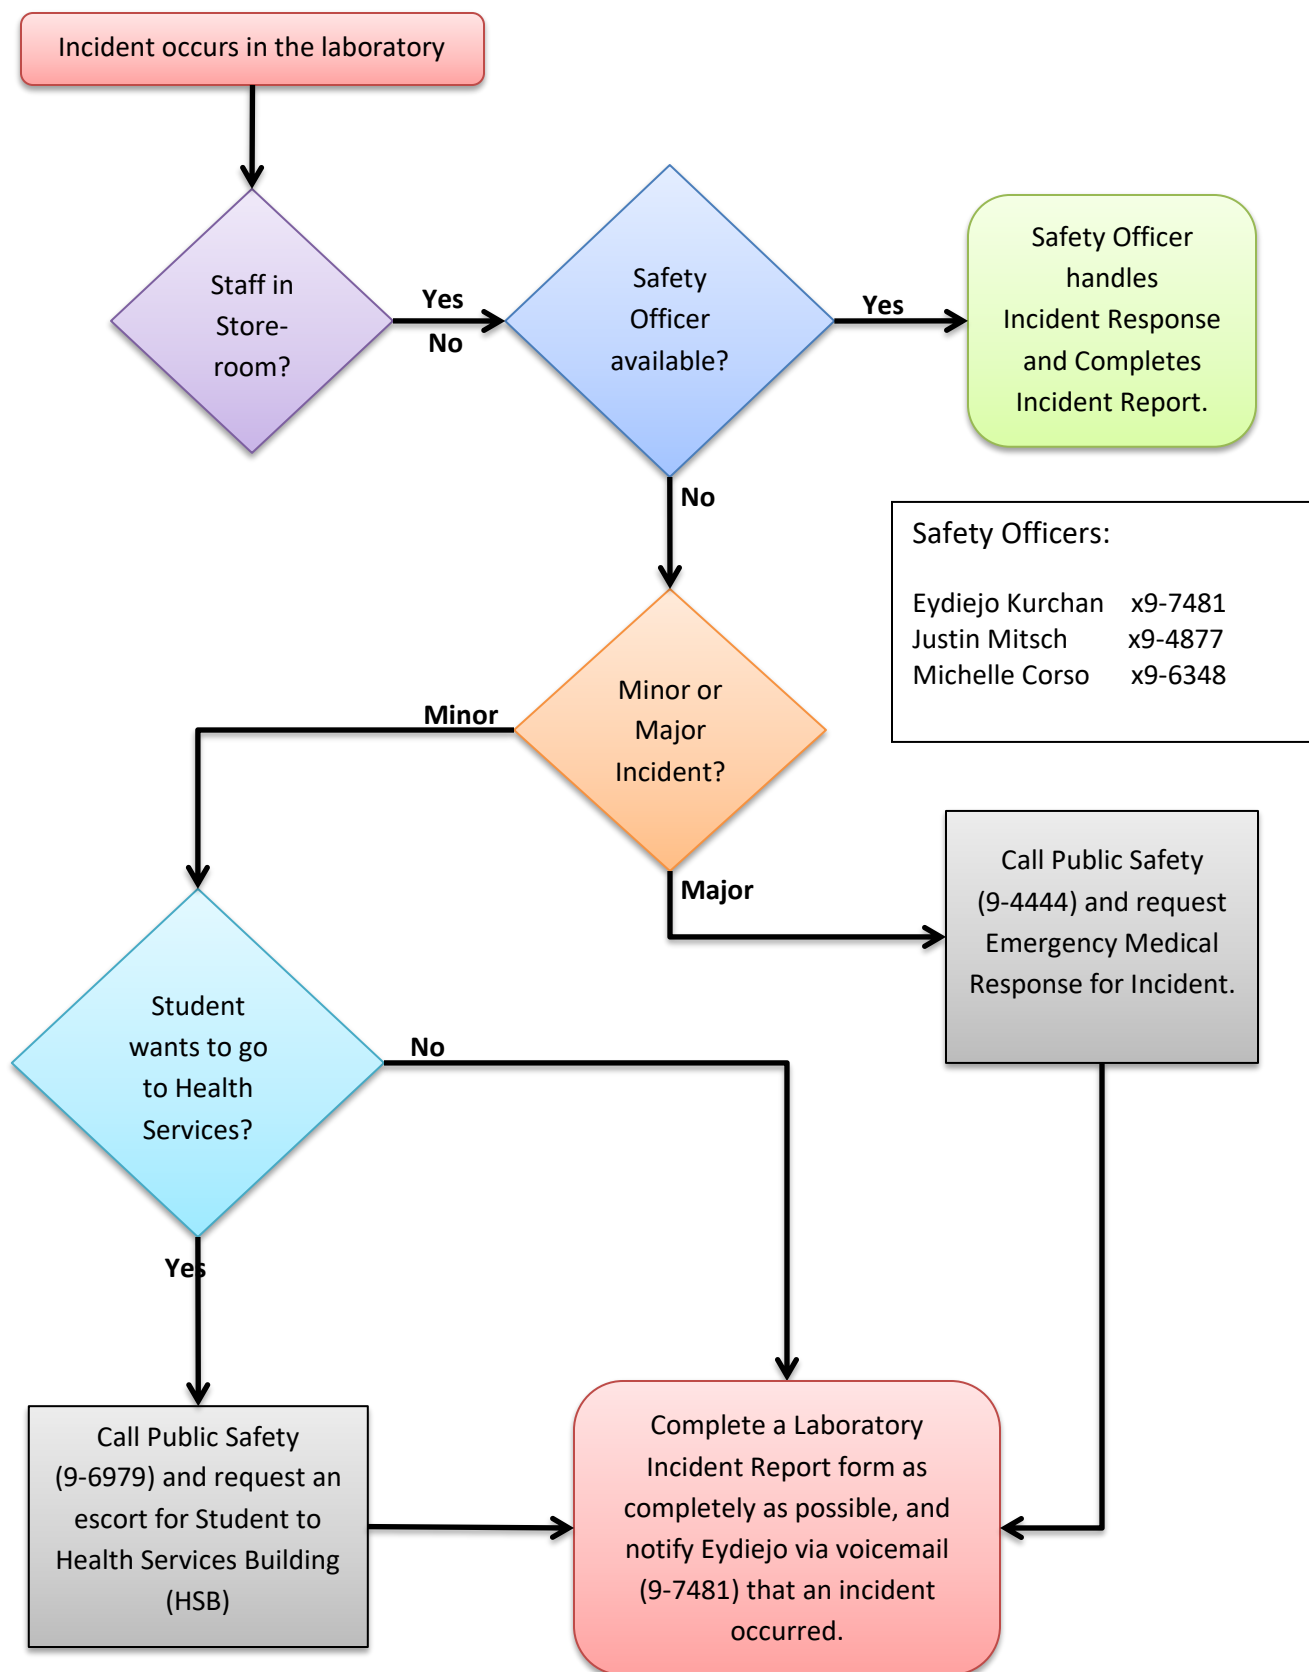 Incident occurs in the laboratory
Staff in
Store-
room?
Yes
No
Safety
Officer
available?
Yes
Safety Officer
handles
Incident Response
and Completes
Incident Report.
No
Safety Officers:
Eydiejo Kurchan x9-7481
Justin Mitsch x9-4877
Michelle Corso x9-6348
Minor or
Major
Incident?
Minor
Major
Call Public Safety
(9-4444) and request
Emergency Medical
Response for Incident.
Student
wants to go
to Health
Services?
No
Yes
Call Public Safety
(9-6979) and request an
escort for Student to
Health Services Building
(HSB)
Complete a Laboratory
Incident Report form as
completely as possible, and
notify Eydiejo via voicemail
(9-7481) that an incident
occurred.